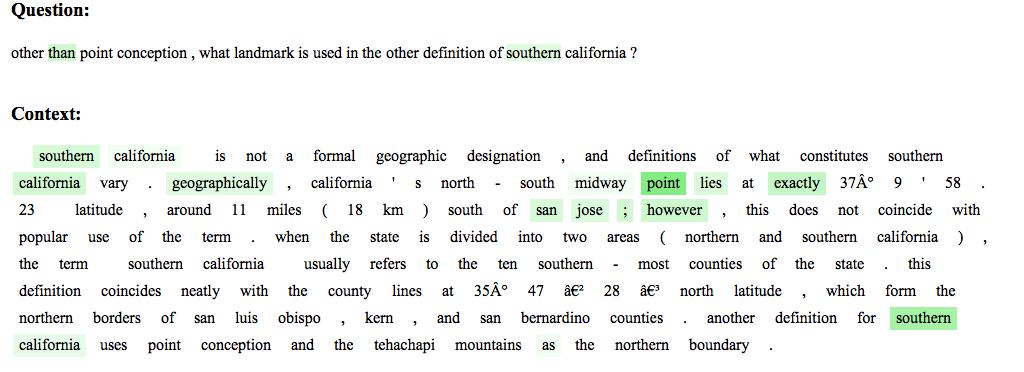 Question:
other than point conception , what landmark is used in the other definition of southern california ?
Context:
southern california is not a formal geographic designation , and definitions of what constitutes southern
california vary . geographically , california ' s north - south midway point lies at exactly 37Â° 9 ' 58 .
23 latitude , around 11 miles ( 18 km ) south of san jose ; however , this does not coincide with
popular use of the term . when the state is divided into two areas ( northern and southern california ) ,
the term southern california usually refers to the ten southern - most counties of the state . this
definition coincides neatly with the county lines at 35Â° 47 â€² 28 â€³ north latitude , which form the
northern borders of san luis obispo , kern , and san bernardino counties . another definition for southern
california uses point conception and the tehachapi mountains as the northern boundary .